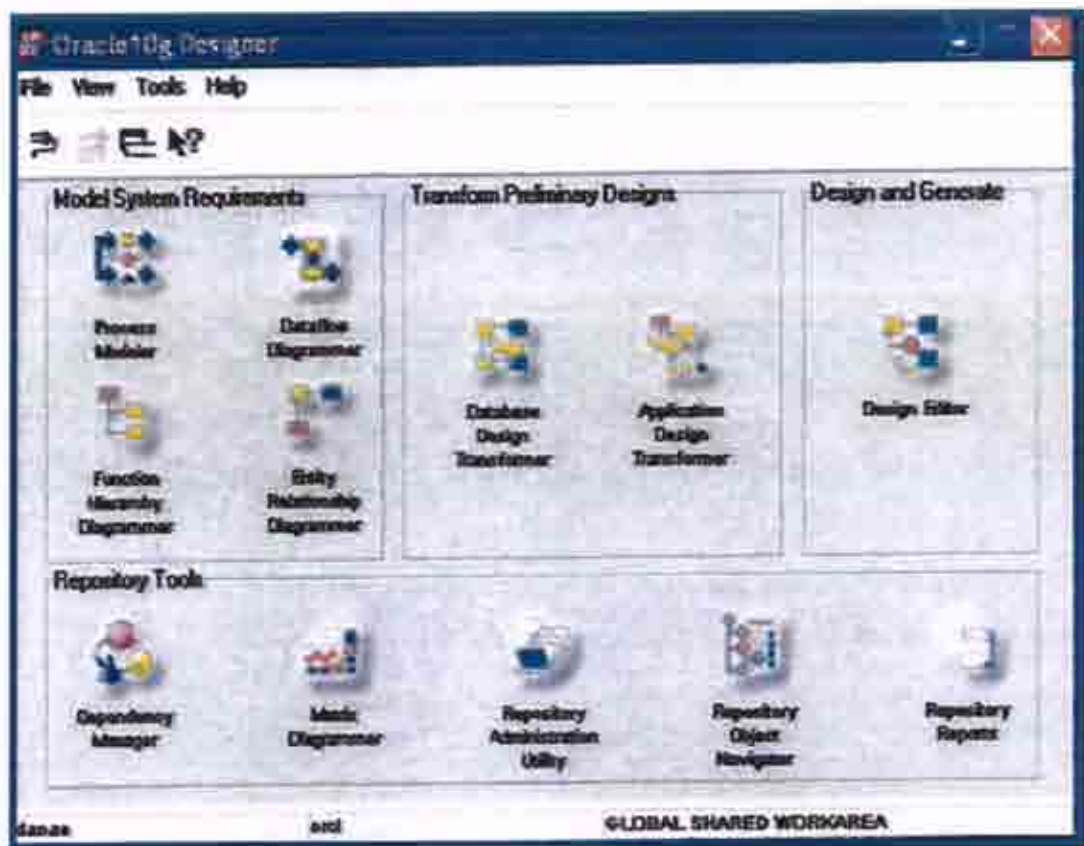 Oracle10g Designer
File View Tools Help
Model System Requirements
Transform Preliminary Designs
Design and Generate
Process
Modeler
Dataflow
Diagrammer
Function
Hierarchy
Diagrammer
Entity
Relationship
Diagrammer
Database
Design
Transformer
Application
Design
Transformer
Design Editor
Repository Tools
Dependency
Manager
Matrix
Diagrammer
Repository
Administration
Utility
Repository
Object
Navigator
Repository
Reports
danae
orcl
GLOBAL SHARED WORKAREA